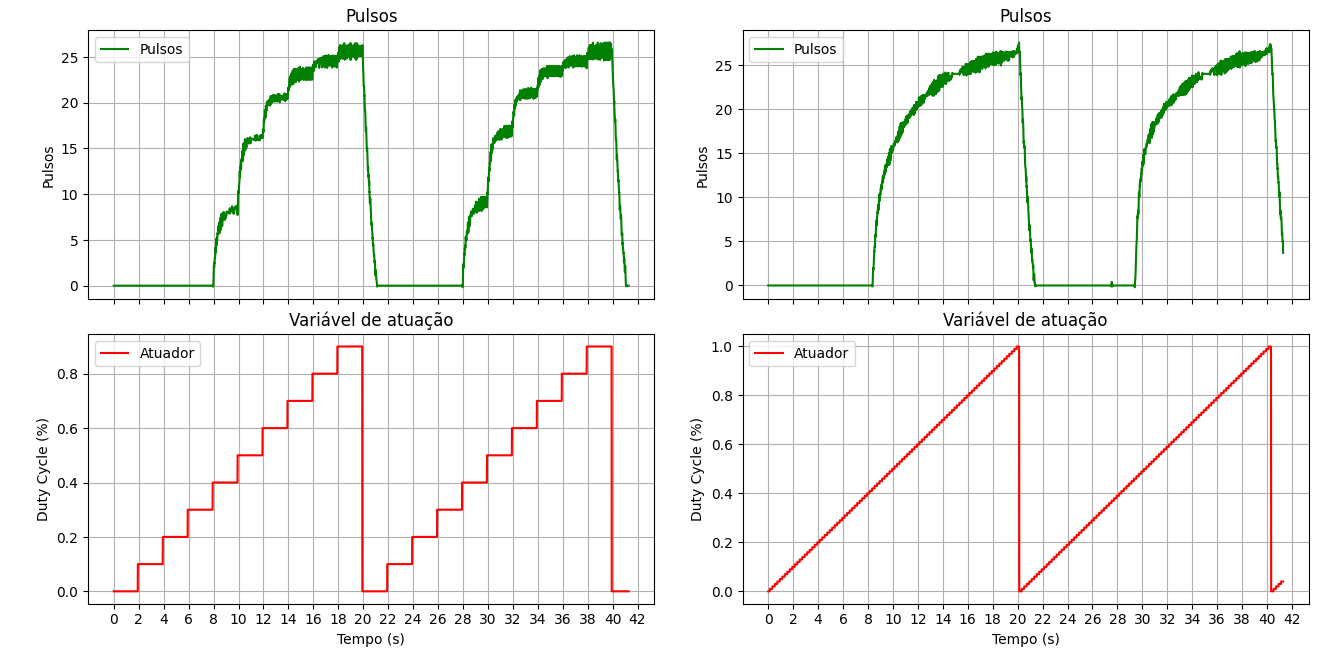 Pulsos
Pulsos
Pulsos
25
20
15
10
5
0
Variável de atuação
Atuador
Duty Cycle (%)
0.8
0.6
0.4
0.2
0.0
0 2 4 6 8 10 12 14 16 18 20 22 24 26 28 30 32 34 36 38 40 42
Tempo (s)
Pulsos
Pulsos
Pulsos
25
20
15
10
5
0
Variável de atuação
Atuador
Duty Cycle (%)
1.0
0.8
0.6
0.4
0.2
0.0
0 2 4 6 8 10 12 14 16 18 20 22 24 26 28 30 32 34 36 38 40 42
Tempo (s)